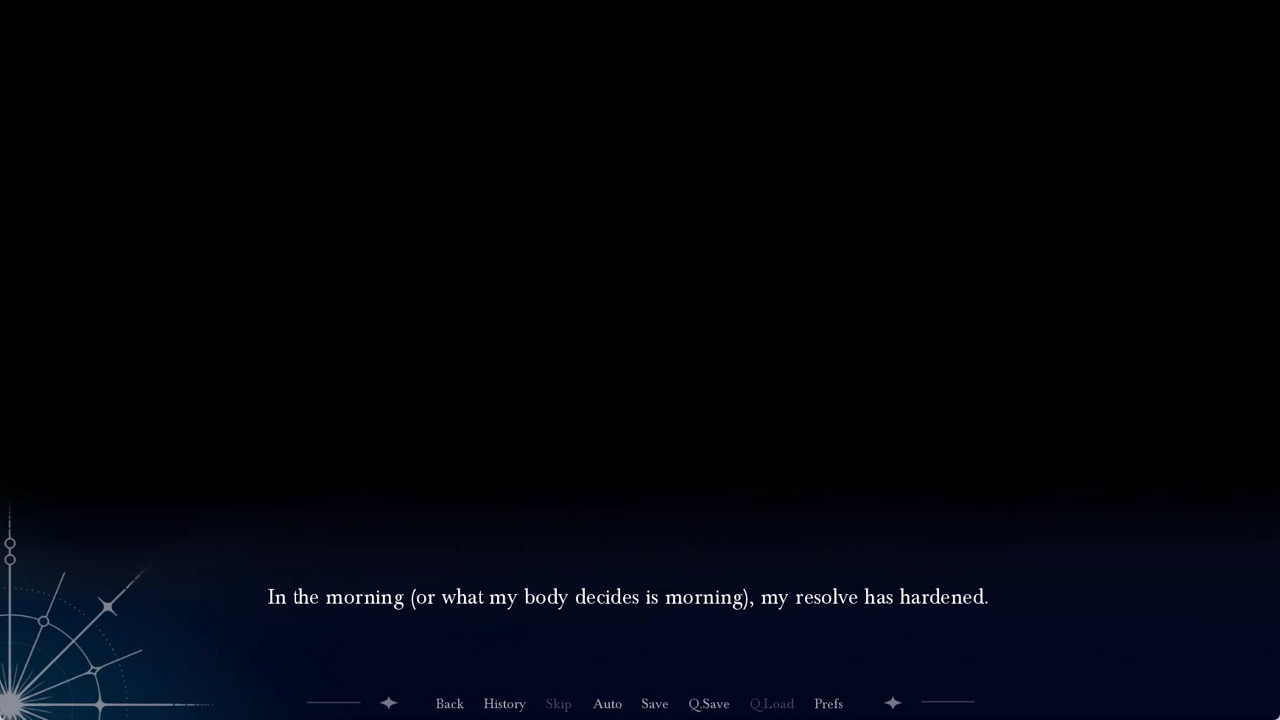 In the morning (or what my body decides is morning), my resolve has hardened.
Back History Skip Auto Save Q.Save Q.Load Prefs